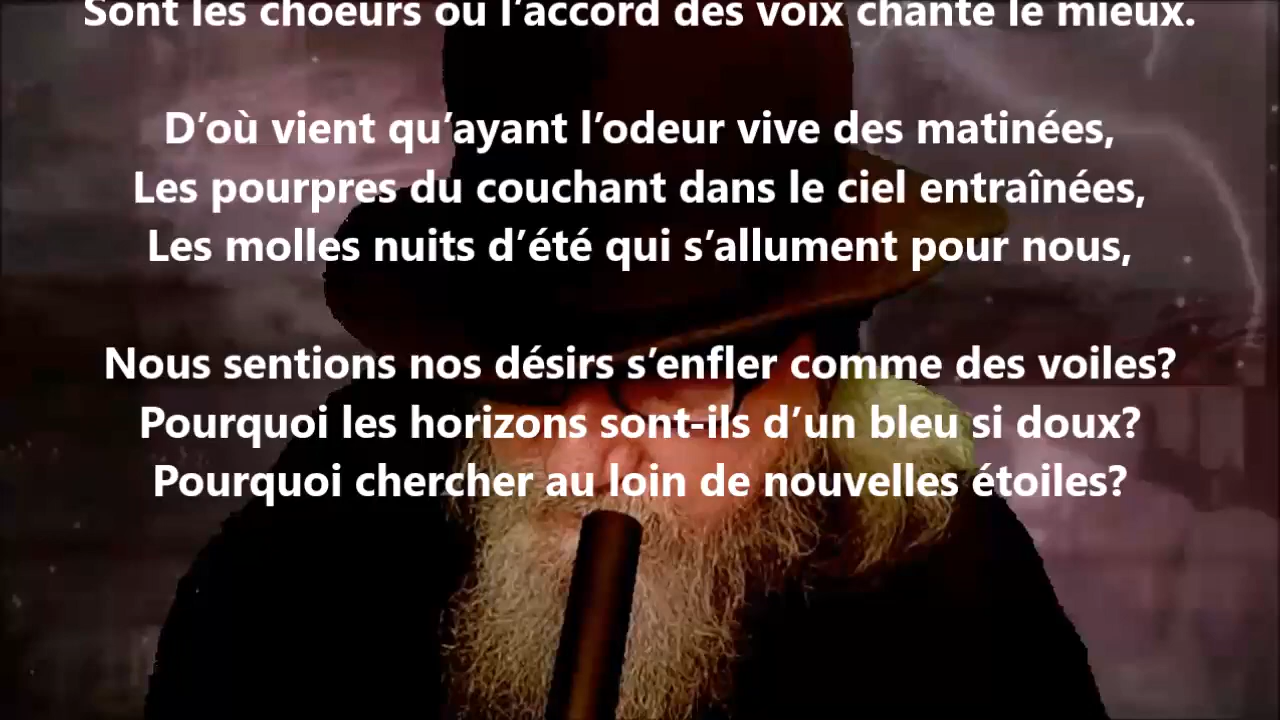 Sont les choeurs où l’accord des voix chante le mieux.
D’où vient qu’ayant l’odeur vive des matinées,
Les pourpres du couchant dans le ciel entraînées,
Les molles nuits d’été qui s’allument pour nous,
Nous sentions nos désirs s’enfler comme des voiles?
Pourquoi les horizons sont-ils d’un bleu si doux?
Pourquoi chercher au loin de nouvelles étoiles?